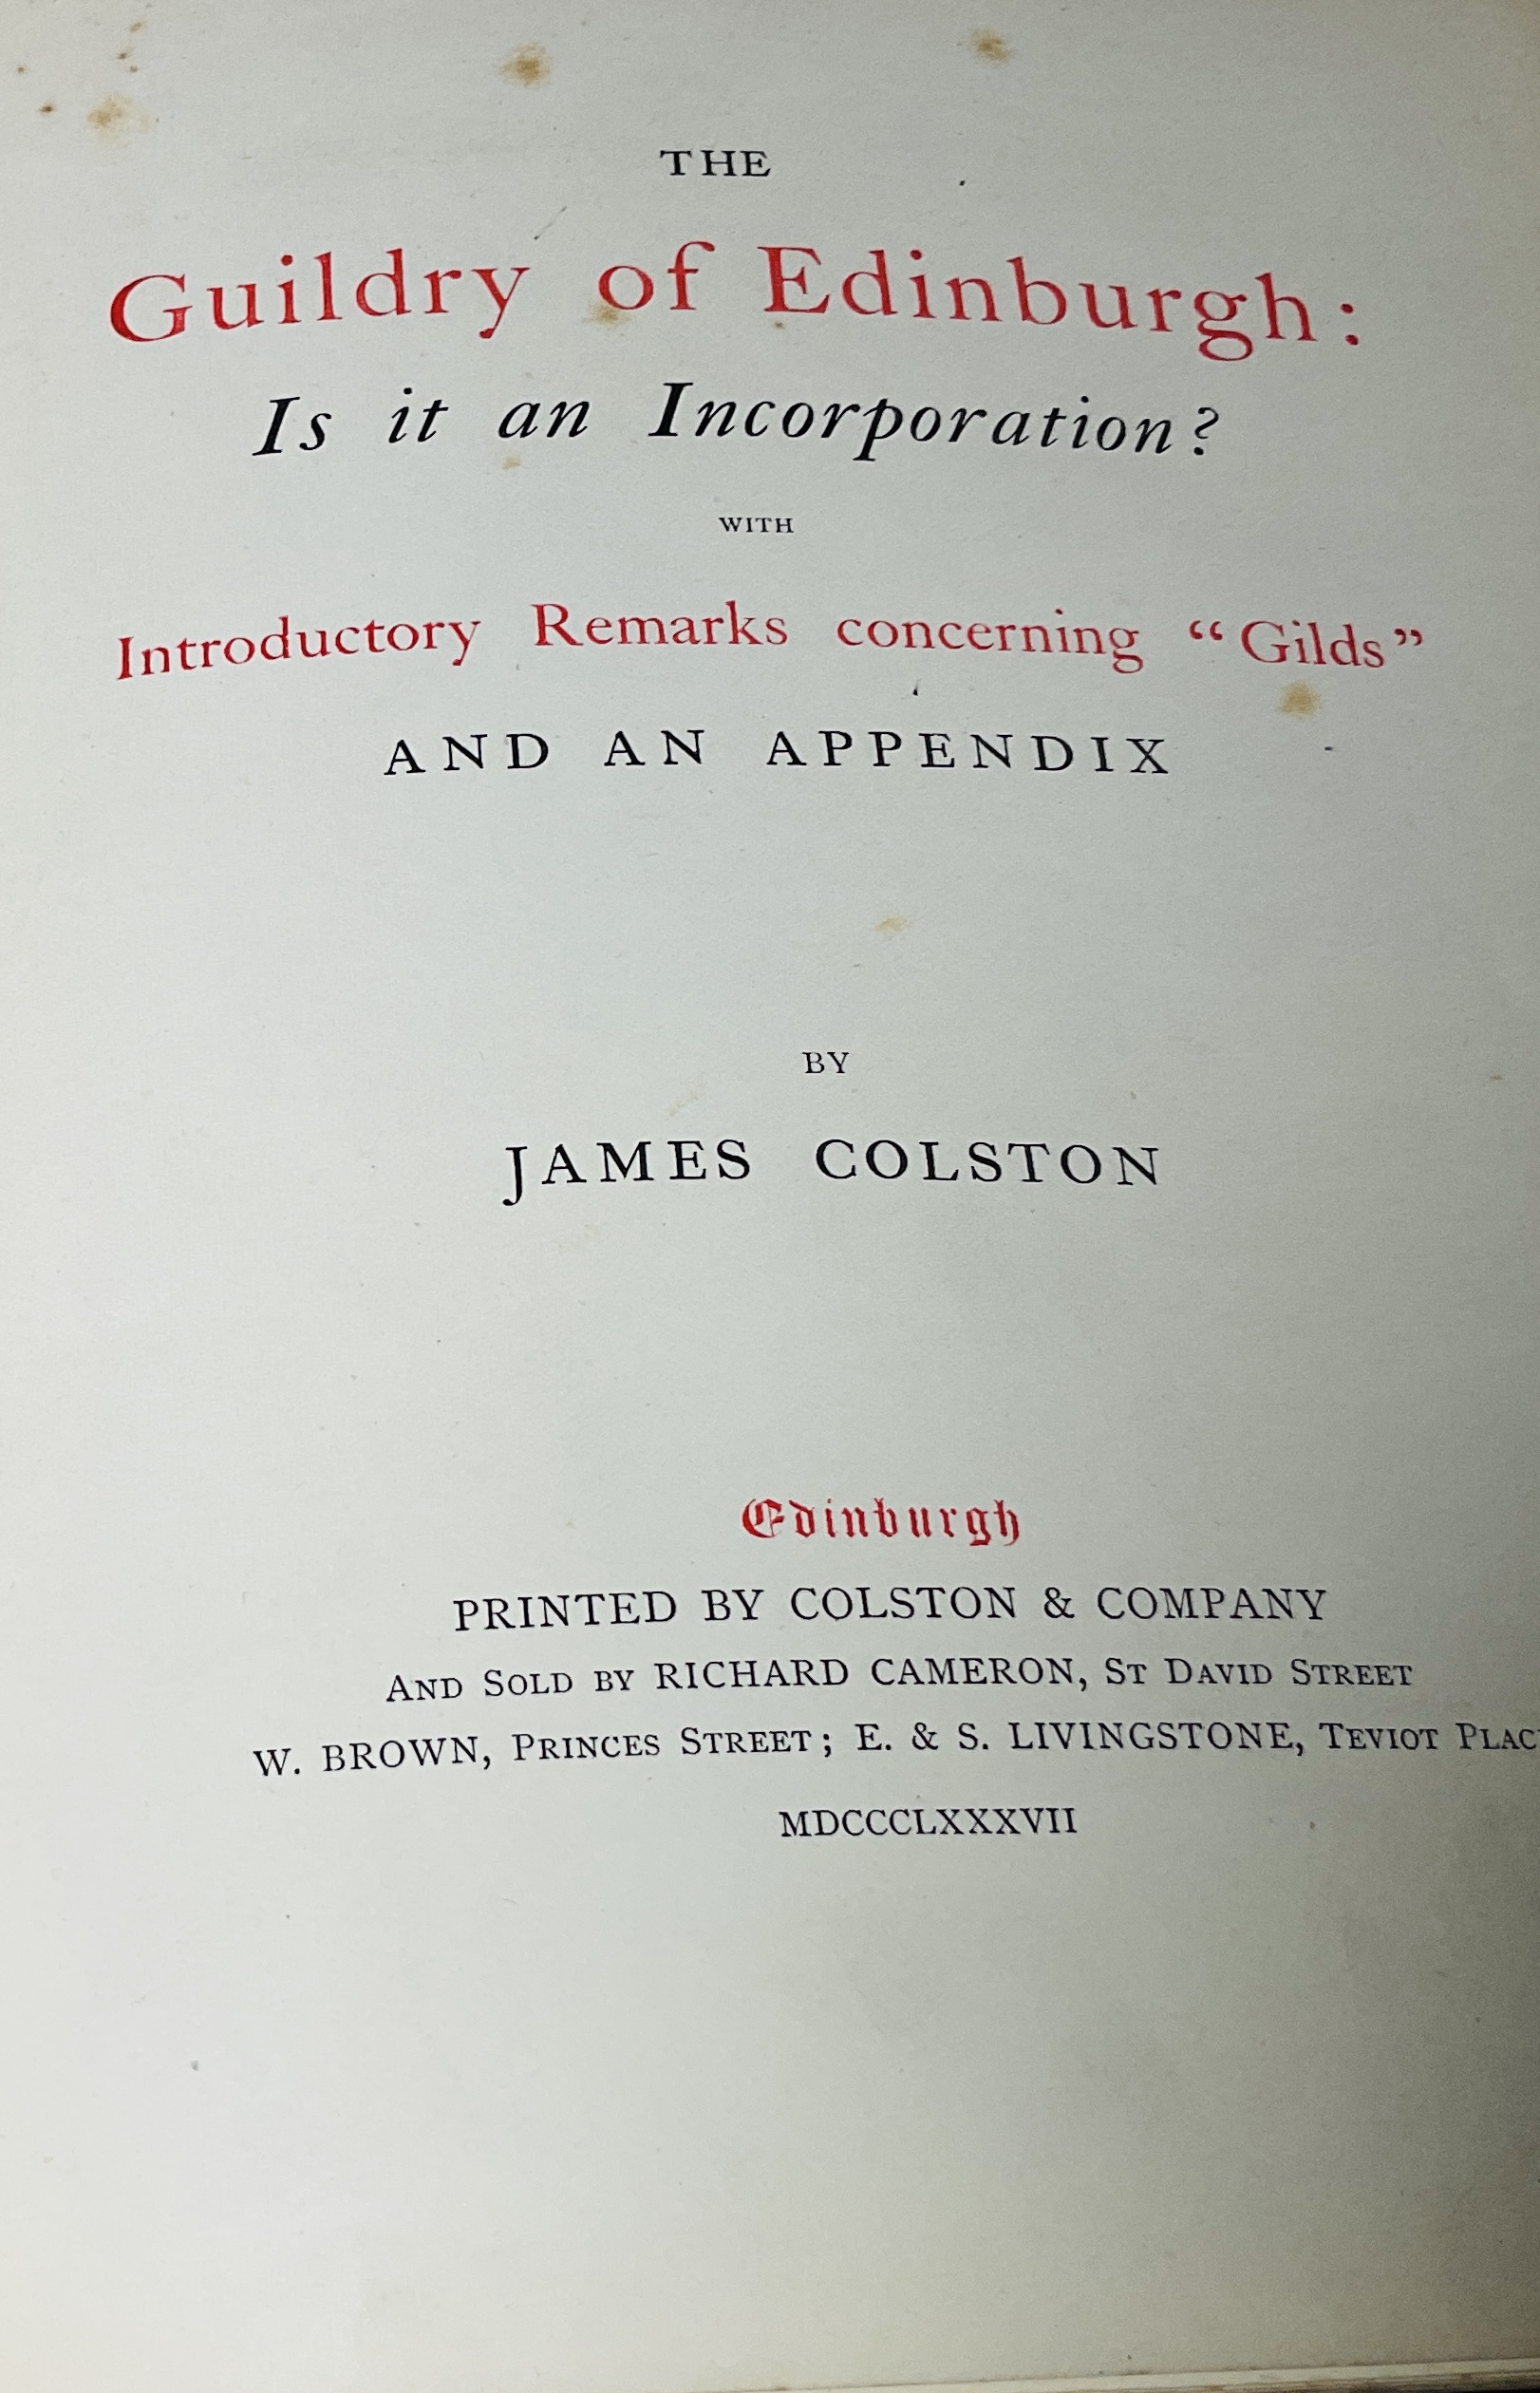 THE
Guildry of Edinburgh:
Is it an Incorporation?
WITH
Introductory Remarks concerning “Gilds”
AND AN APPENDIX
BY
JAMES COLSTON
Edinburgh
PRINTED BY COLSTON & COMPANY
AND SOLD BY RICHARD CAMERON, ST DAVID STREET
W. BROWN, PRINCES STREET; E. & S. LIVINGSTONE, TEVIOT PLAC
MDCCCLXXXVII